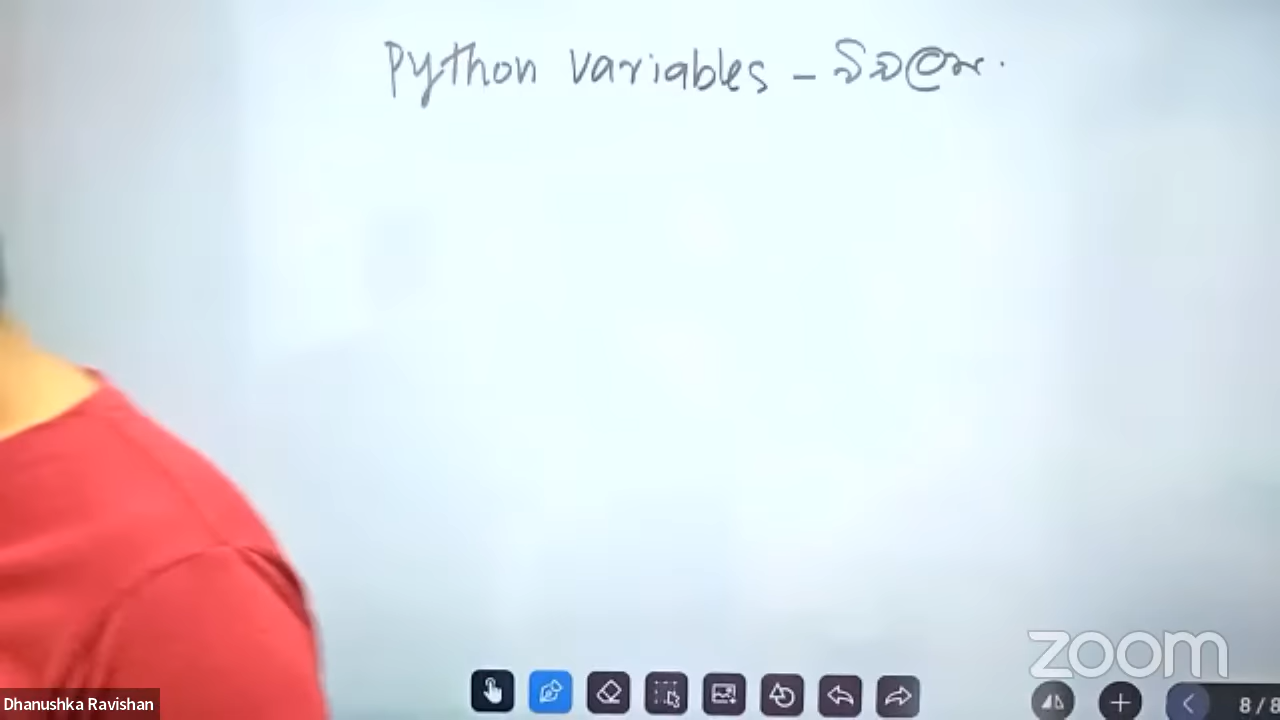 Python Variables - විචල්‍ය.
Dhanushka Ravishan
zoom
8/8